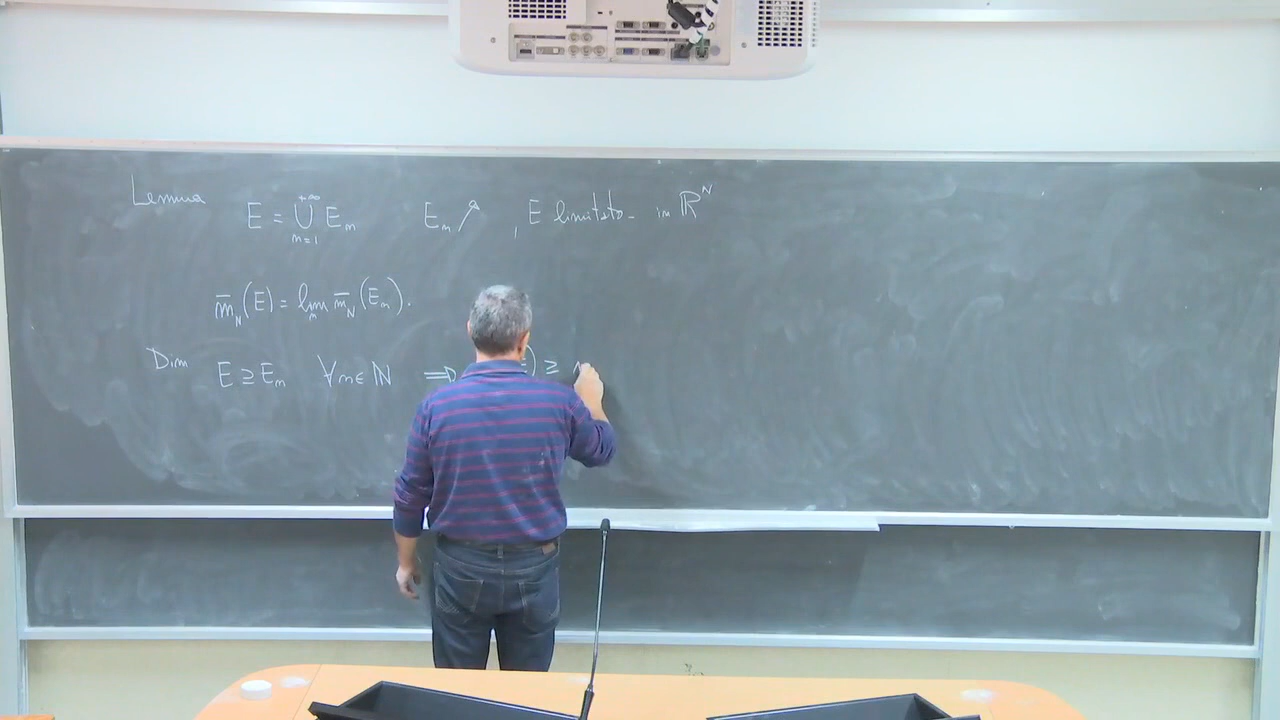 Lemma E = ⋃_{m=1}^{+∞} E_m E_m ↗ , E limitato in ℝ^N
m̅_N(E) = lim_m m̅_N(E_m).
Dim E ⊇ E_m ∀m∈ℕ ⟹ ) ≥